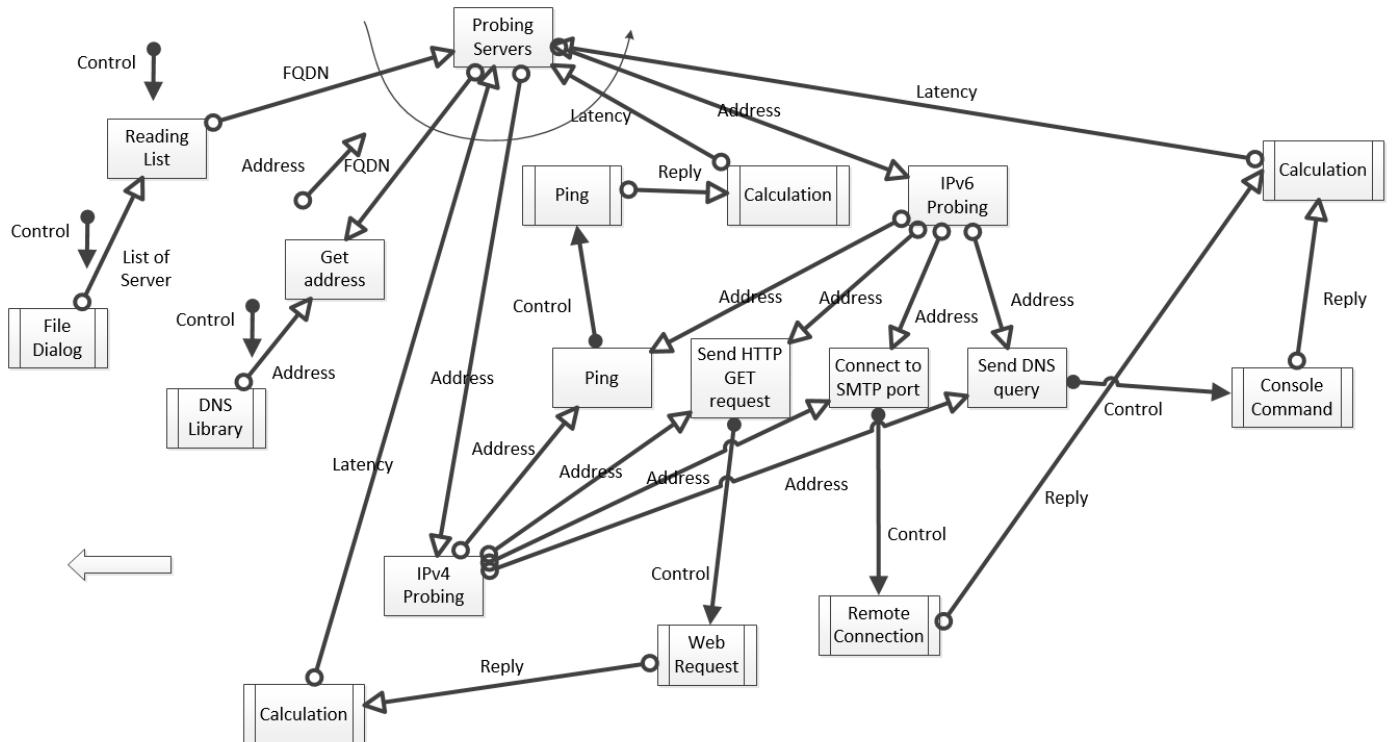 Probing
Servers
Control
FQDN
Latency
Address
Latency
Reading
List
Address
FQDN
Ping
Reply
Calculation
IPv6
Probing
Calculation
Control
List of
Server
Get
address
File
Dialog
Control
Address
DNS
Library
Control
Address
Address
Address
Address
Reply
Address
Ping
Send HTTP
GET
request
Connect to
SMTP port
Send DNS
query
Console
Command
Control
Latency
Address
Address
Address
Address
Reply
IPv4
Probing
Control
Control
Remote
Connection
Web
Request
Reply
Calculation